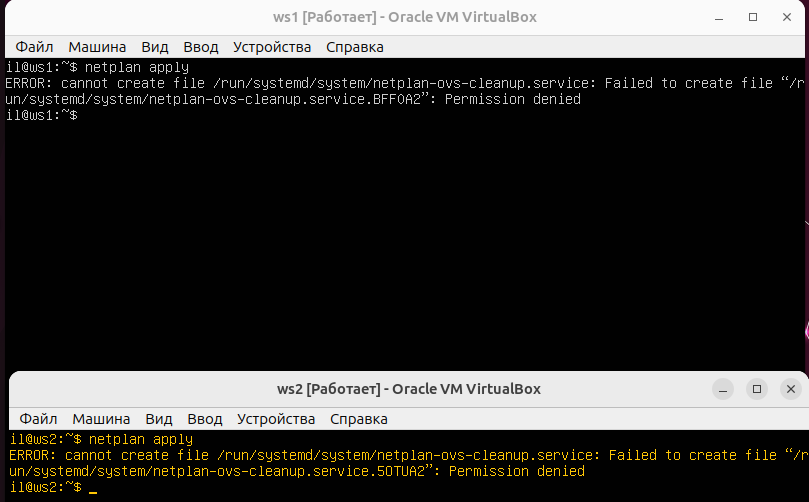 ws1 [Работает] - Oracle VM VirtualBox
Файл Машина Вид Ввод Устройства Справка
il@ws1:~$ netplan apply
ERROR: cannot create file /run/systemd/system/netplan-ovs-cleanup.service: Failed to create file “/r
un/systemd/system/netplan-ovs-cleanup.service.BFFOA2”: Permission denied
il@ws1:~$
ws2 [Работает] - Oracle VM VirtualBox
Файл Машина Вид Ввод Устройства Справка
il@ws2:~$ netplan apply
ERROR: cannot create file /run/systemd/system/netplan-ovs-cleanup.service: Failed to create file “/r
un/systemd/system/netplan-ovs-cleanup.service.5OTUA2”: Permission denied
il@ws2:~$ _